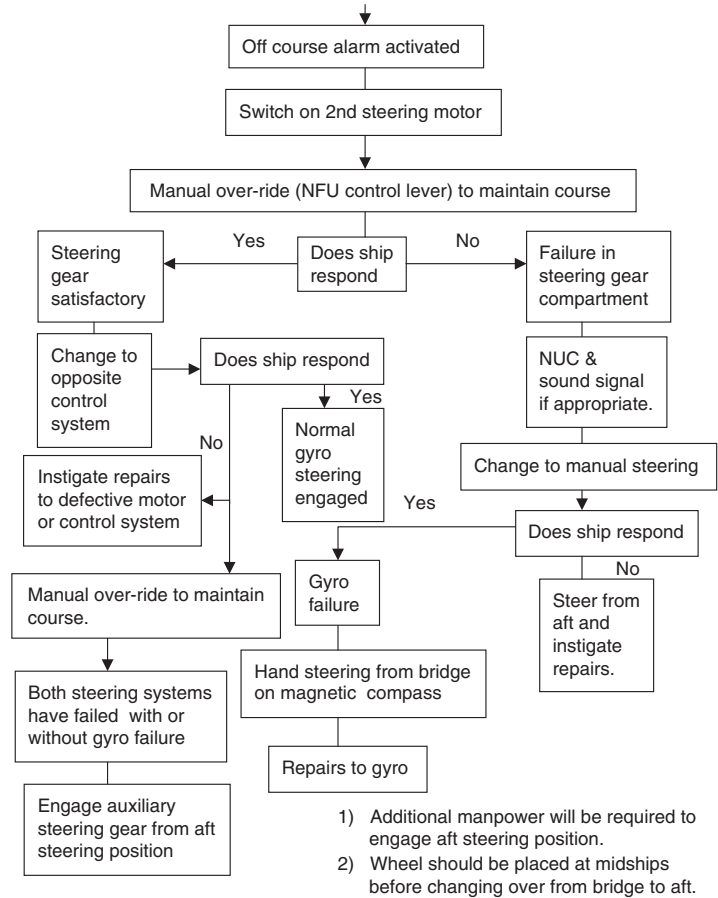 Off course alarm activated
Switch on 2nd steering motor
Manual over-ride (NFU control lever) to maintain course
Does ship
respond
Yes
No
Steering
gear
satisfactory
Failure in
steering gear
compartment
Change to
opposite
control
system
Does ship respond
Yes
No
NUC &
sound signal
if appropriate.
Normal
gyro
steering
engaged
Instigate repairs
to defective motor
or control system
Change to manual steering
Yes
Does ship respond
No
Manual over-ride to maintain
course.
Gyro
failure
Steer from
aft and
instigate
repairs.
Both steering systems
have failed with or
without gyro failure
Hand steering from bridge
on magnetic compass
Repairs to gyro
Engage auxiliary
steering gear from aft
steering position
1) Additional manpower will be required to
engage aft steering position.
2) Wheel should be placed at midships
before changing over from bridge to aft.